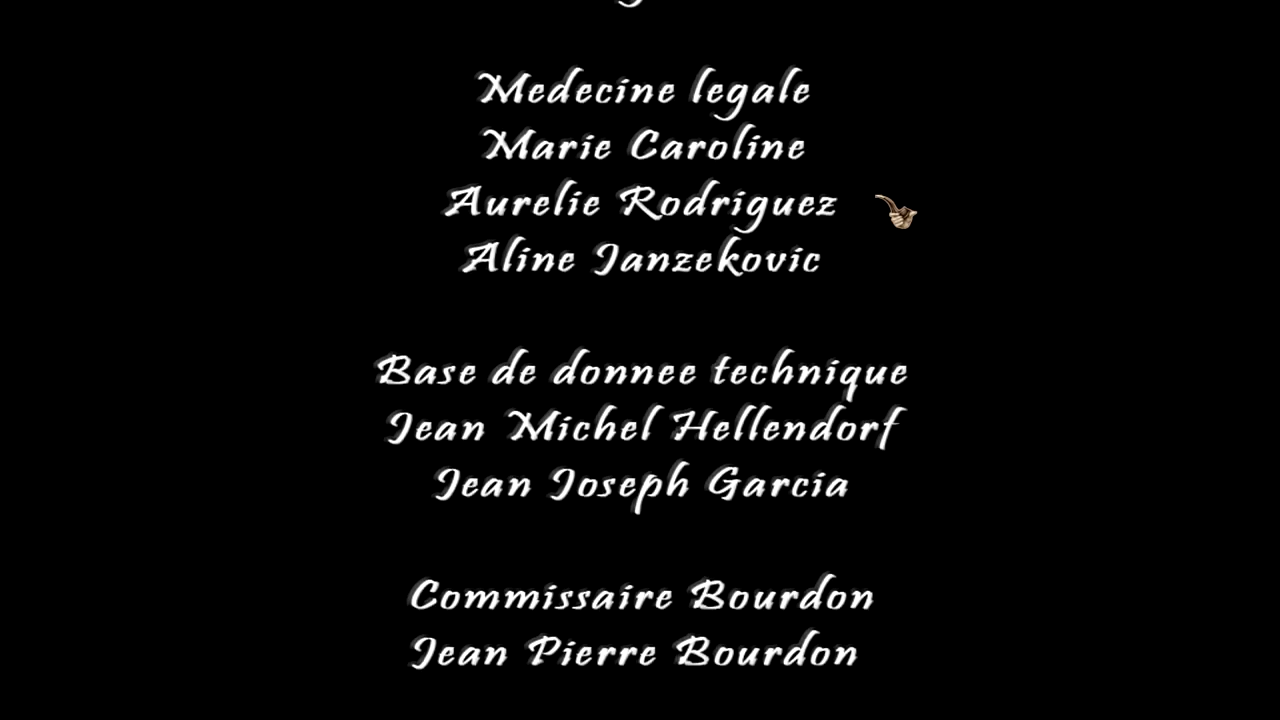 Medecine legale
Marie Caroline
Aurelie Rodriguez
Aline Janzekovic
Base de donnee technique
Jean Michel Hellendorf
Jean Joseph Garcia
Commissaire Bourdon
Jean Pierre Bourdon